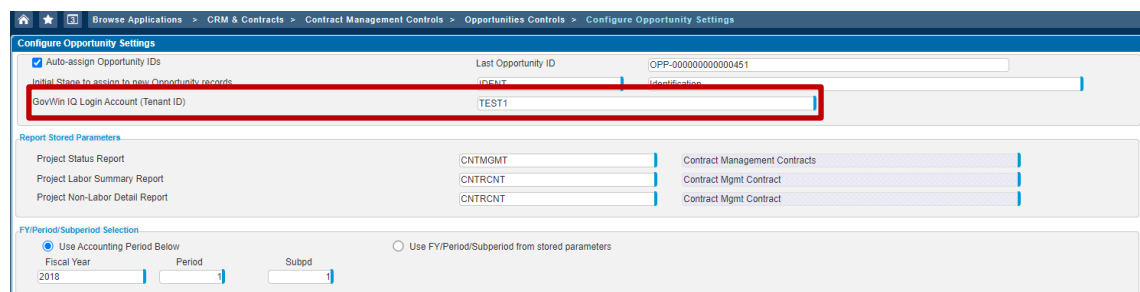 3 Browse Applications > CRM & Contracts > Contract Management Controls > Opportunities Controls > Configure Opportunity Settings
Configure Opportunity Settings
Auto-assign Opportunity IDs Last Opportunity ID OPP-000000000000451
Initial Stage to assign to new Opportunity records IDENT Identification
GovWin IQ Login Account (Tenant ID) TEST1
Report Stored Parameters
Project Status Report CNTMGMT Contract Management Contracts
Project Labor Summary Report CNTRCNT Contract Mgmt Contract
Project Non-Labor Detail Report CNTRCNT Contract Mgmt Contract
FY/Period/Subperiod Selection
Use Accounting Period Below Use FY/Period/Subperiod from stored parameters
Fiscal Year Period Subpd
2018 1 1